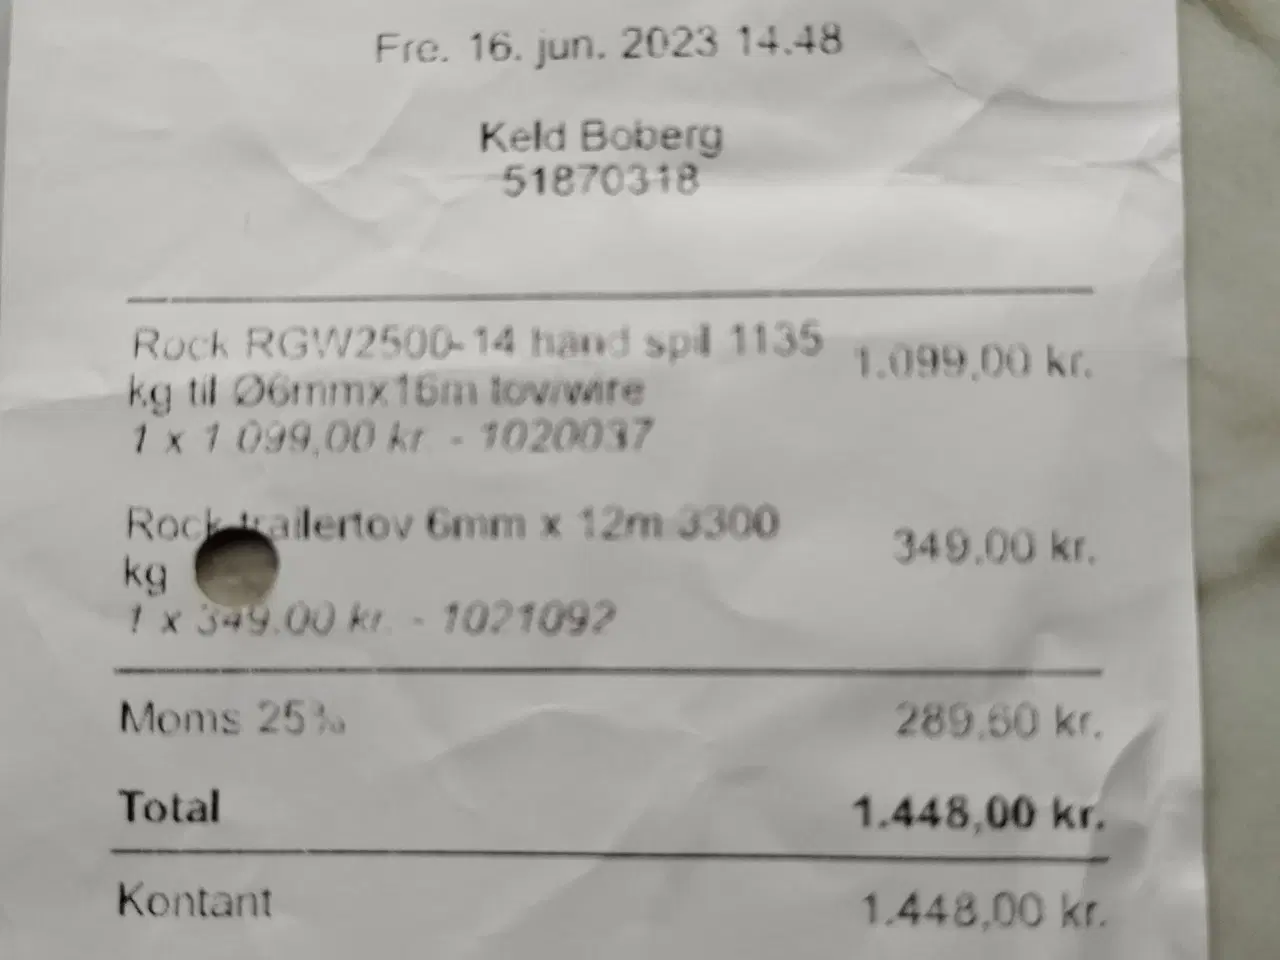 Fre. 16. jun. 2023 14.48
Keld Boberg
51870318
Rock RGW2500-14 hand spil 1135 1.099,00 kr.
kg til Ø6mmx16m tov/wire
1 x 1.099,00 kr. - 1020037
Rock trailertov 6mm x 12m 3300 349,00 kr.
kg
1 x 349,00 kr. - 1021092
Moms 25% 289,60 kr.
Total 1.448,00 kr.
Kontant 1.448,00 kr.